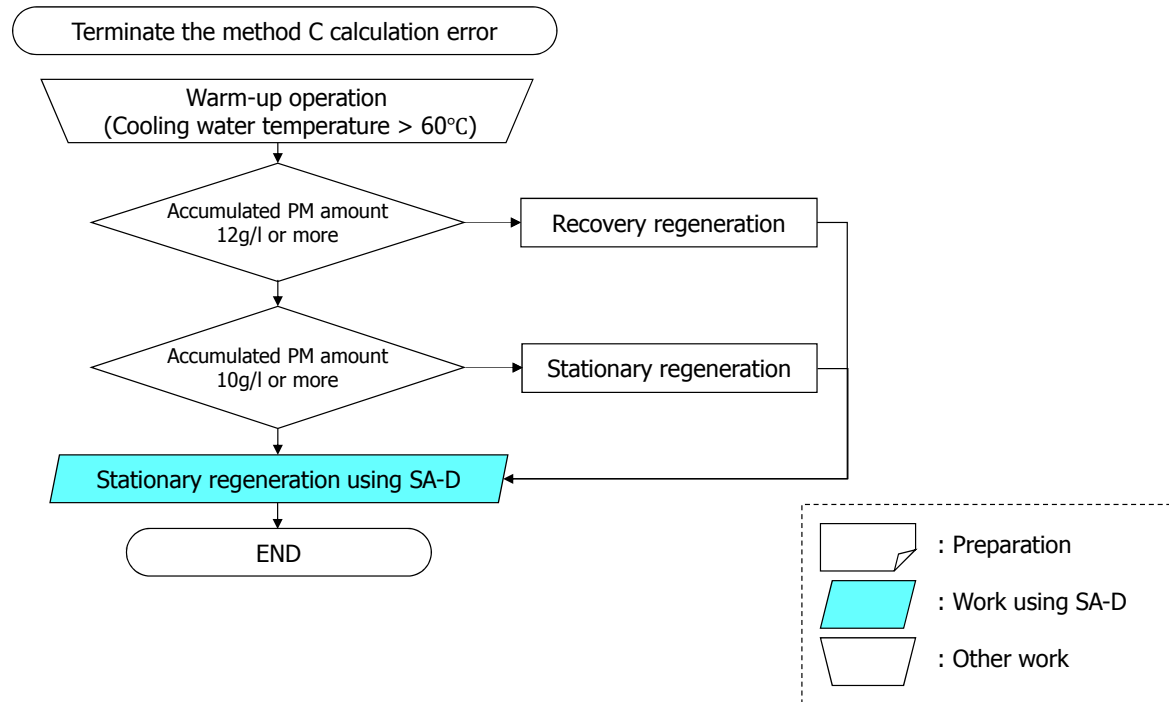 Terminate the method C calculation error
Warm-up operation
(Cooling water temperature > 60℃)
Accumulated PM amount
12g/l or more
Recovery regeneration
Accumulated PM amount
10g/l or more
Stationary regeneration
Stationary regeneration using SA-D
END
: Preparation
: Work using SA-D
: Other work